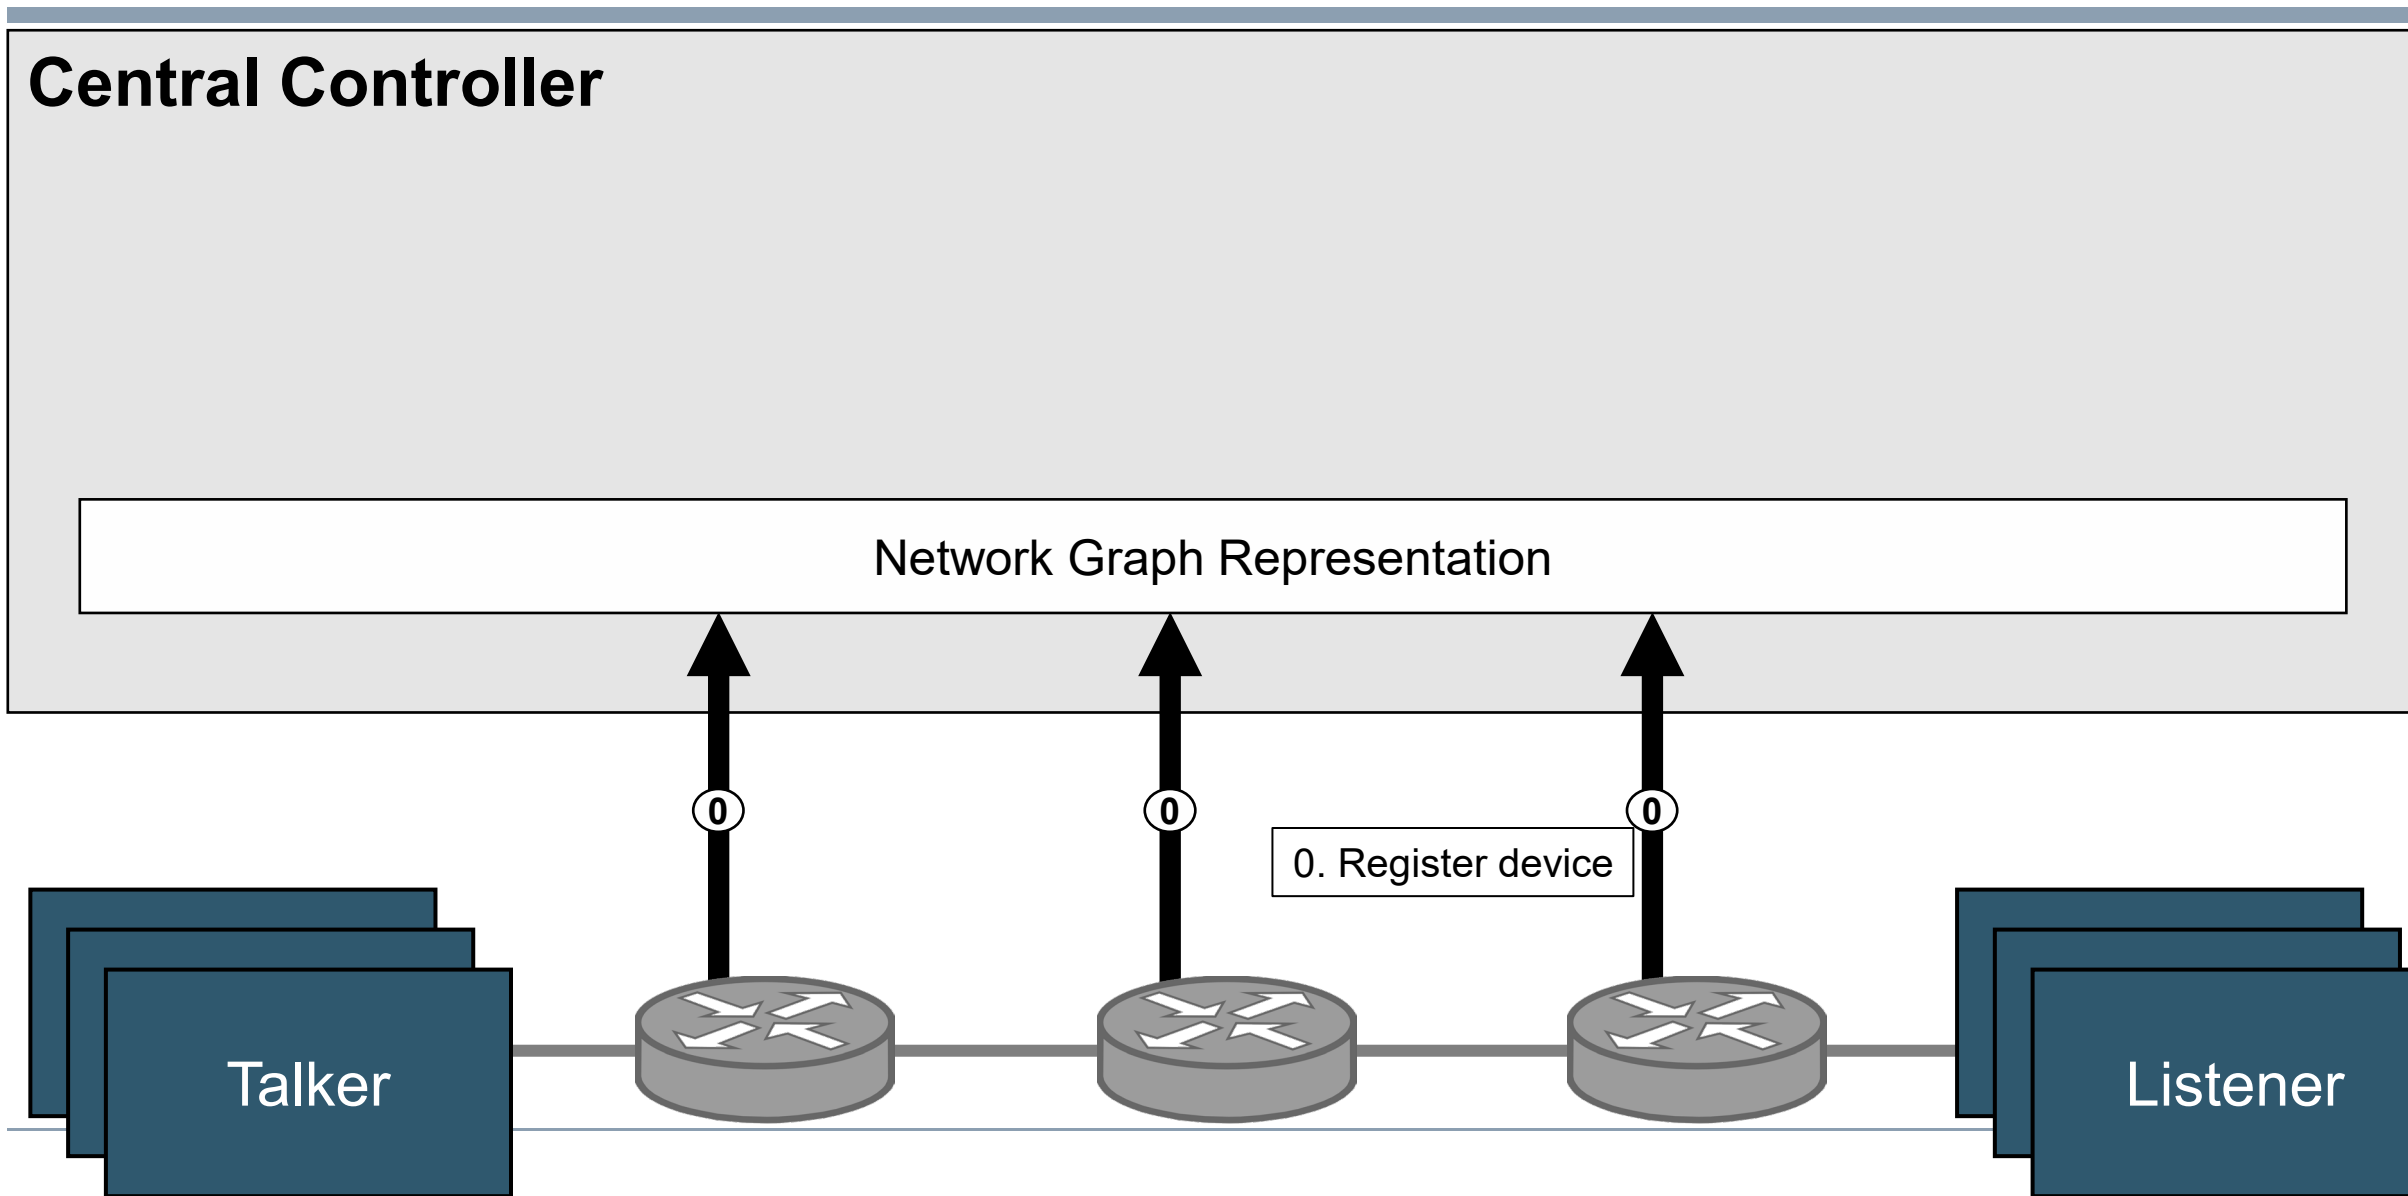 Central Controller
Network Graph Representation
0
0
0
0. Register device
Talker
Listener